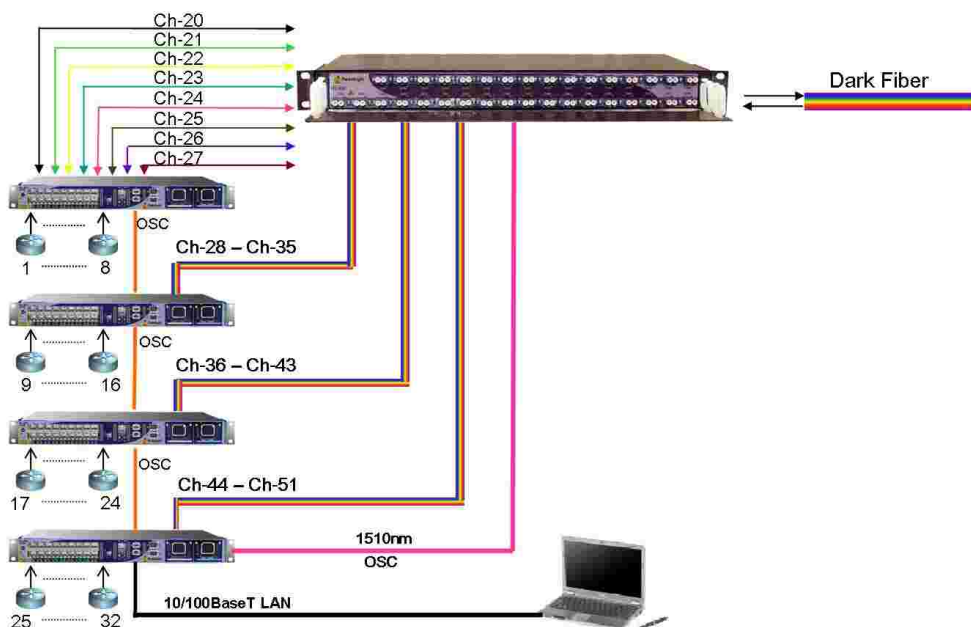 Ch-20
Ch-21
Ch-22
Ch-23
Ch-24
Ch-25
Ch-26
Ch-27
Dark Fiber
OSC
1 8
Ch-28 – Ch-35
OSC
9 16
Ch-36 – Ch-43
OSC
17 24
Ch-44 – Ch-51
1510nm
OSC
10/100BaseT LAN
25 32